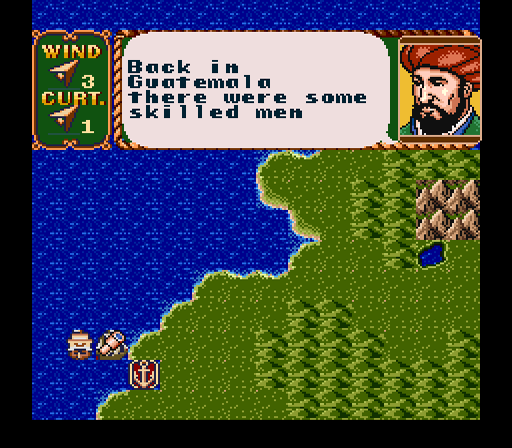 WIND
3
CURT.
1
Back in
Guatemala
there were some
skilled men